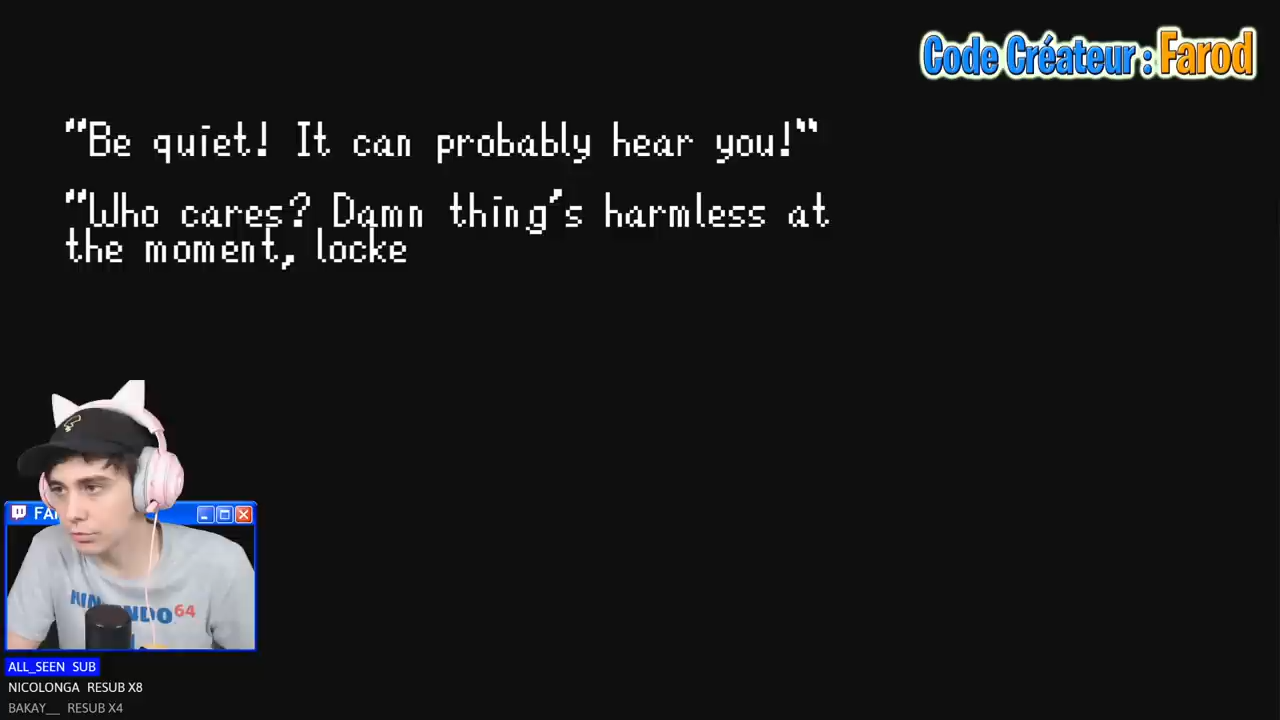 Code Créateur : Farod
"Be quiet! It can probably hear you!"
"Who cares? Damn thing's harmless at
the moment, locke
FA
NINTENDO 64
ALL_SEEN SUB
NICOLONGA RESUB X8
BAKAY__ RESUB X4